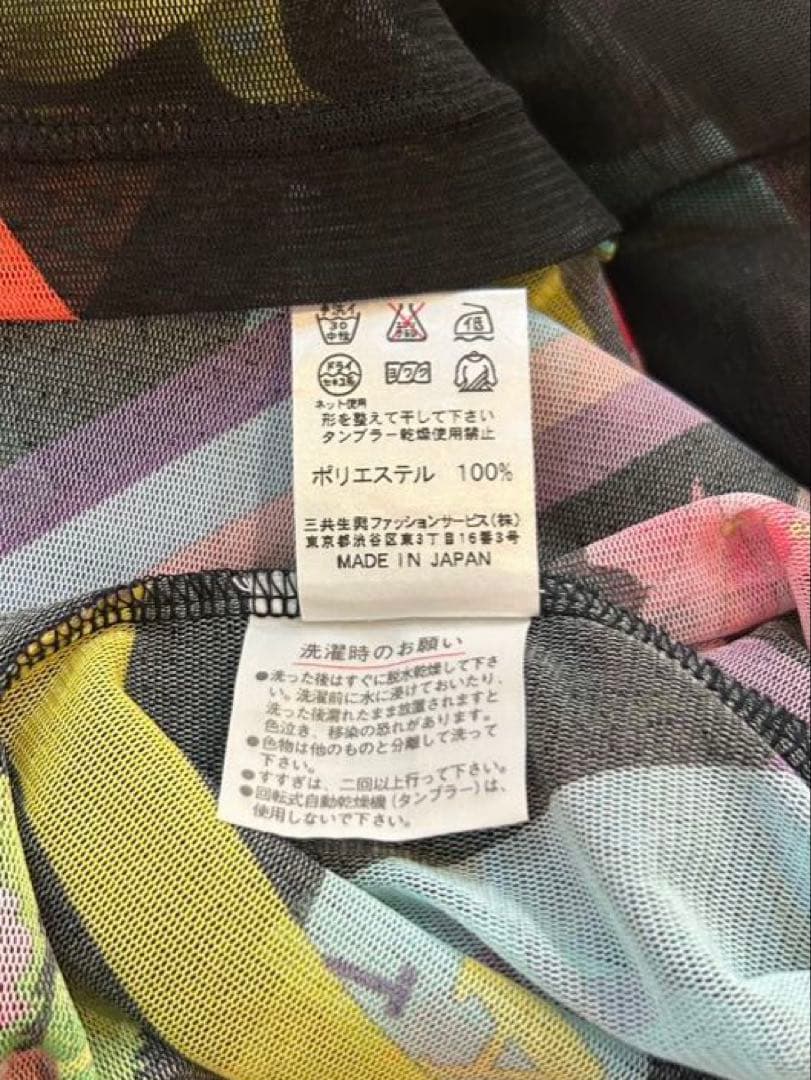 手洗イ
30
中性
低
ドライ
セキユ系
ヨワク
ネット使用
形を整えて干して下さい
タンブラー乾燥使用禁止
ポリエステル 100%
三共生興ファッションサービス(株)
東京都渋谷区東3丁目16番3号
MADE IN JAPAN
洗濯時のお願い
●洗った後はすぐに脱水乾燥して下さ
い。洗濯前に水に浸けておいたり、
洗った後濡れたまま放置されますと
色泣き、移染の恐れがあります。
●色物は他のものと分離して洗って
下さい。
●すすぎは、二回以上行って下さい。
●回転式自動乾燥機(タンブラー)は、
使用しないで下さい。